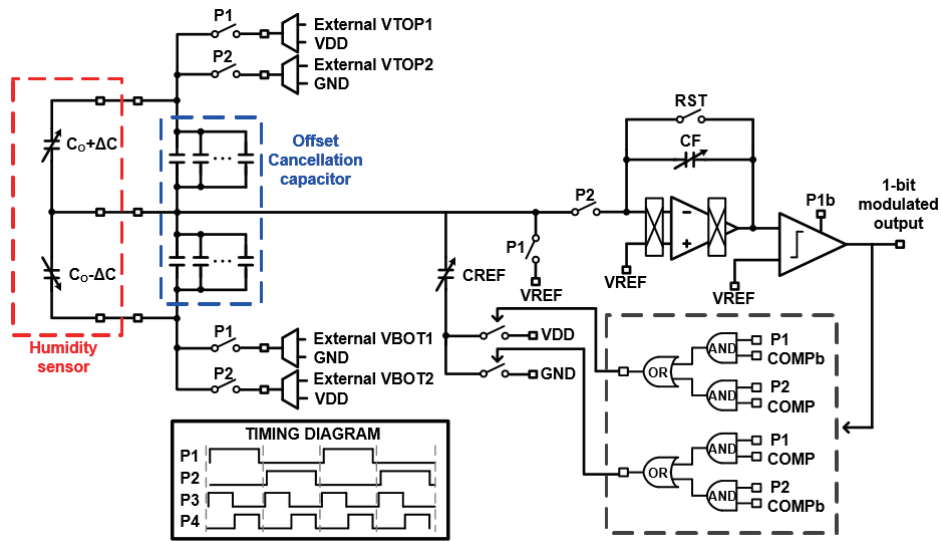 P1
External VTOP1
VDD
P2
External VTOP2
GND
CO+ΔC
CO-ΔC
Humidity
sensor
Offset
Cancellation
capacitor
P1
External VBOT1
GND
P2
External VBOT2
VDD
RST
CF
P2
P1
VREF
CREF
VREF
P1b
1-bit
modulated
output
VREF
VDD
GND
OR
AND
P1
COMPb
AND
P2
COMP
OR
AND
P1
COMP
AND
P2
COMPb
TIMING DIAGRAM
P1
P2
P3
P4